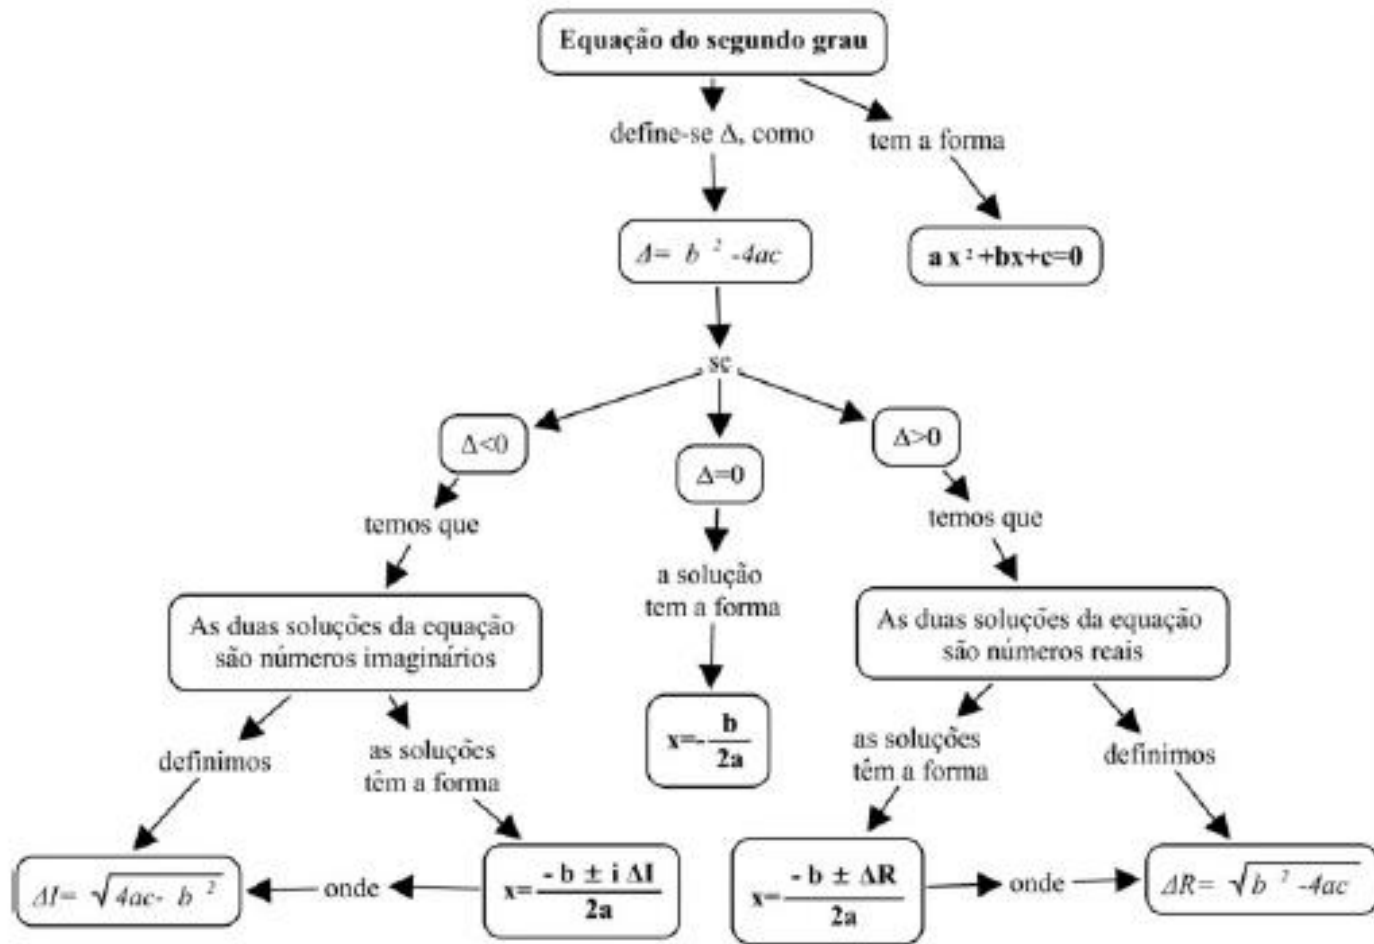 Equação do segundo grau
define-se Δ, como
tem a forma
Δ= b ² -4ac
a x² +bx+c=0
se
Δ<0
Δ=0
Δ>0
temos que
temos que
a solução
tem a forma
As duas soluções da equação
são números imaginários
As duas soluções da equação
são números reais
x=- b/2a
definimos
as soluções
têm a forma
as soluções
têm a forma
definimos
ΔI= √4ac- b ²
onde
x= - b ± i ΔI / 2a
x= - b ± ΔR / 2a
onde
ΔR= √b ² -4ac